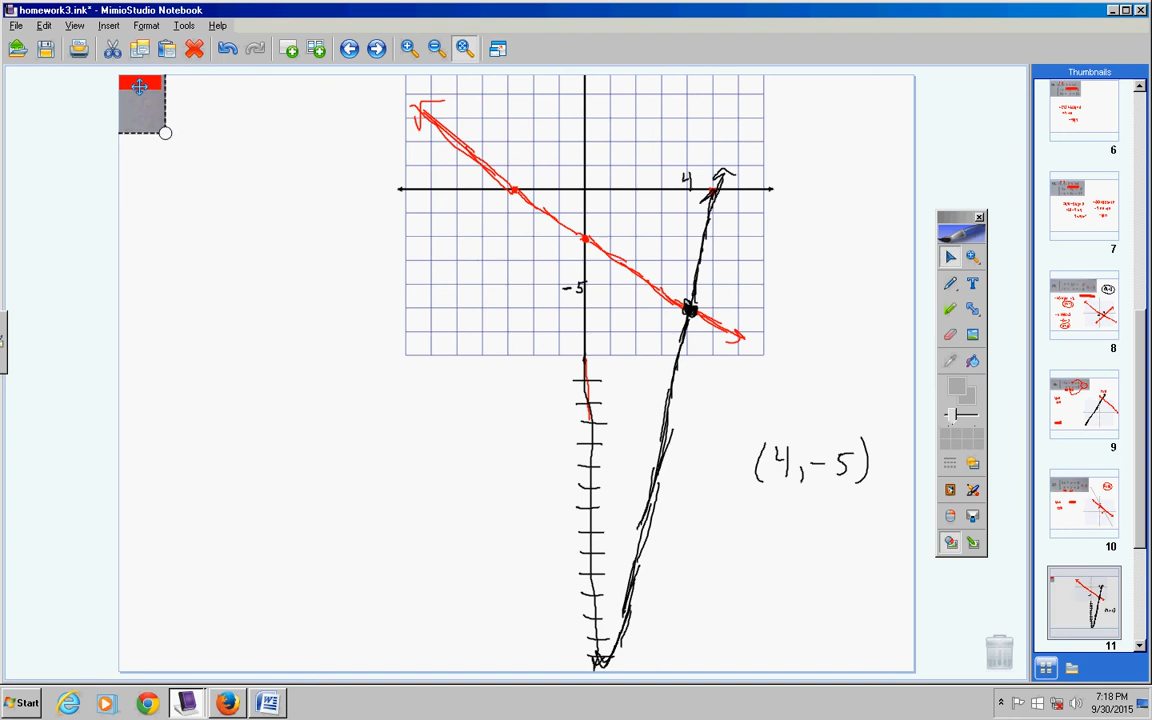 homework3.ink* - MimioStudio Notebook
File Edit View Insert Format Tools Help
Thumbnails
6
7
8
9
10
11
4
-5
(4,-5)
Start
7:18 PM
9/30/2015